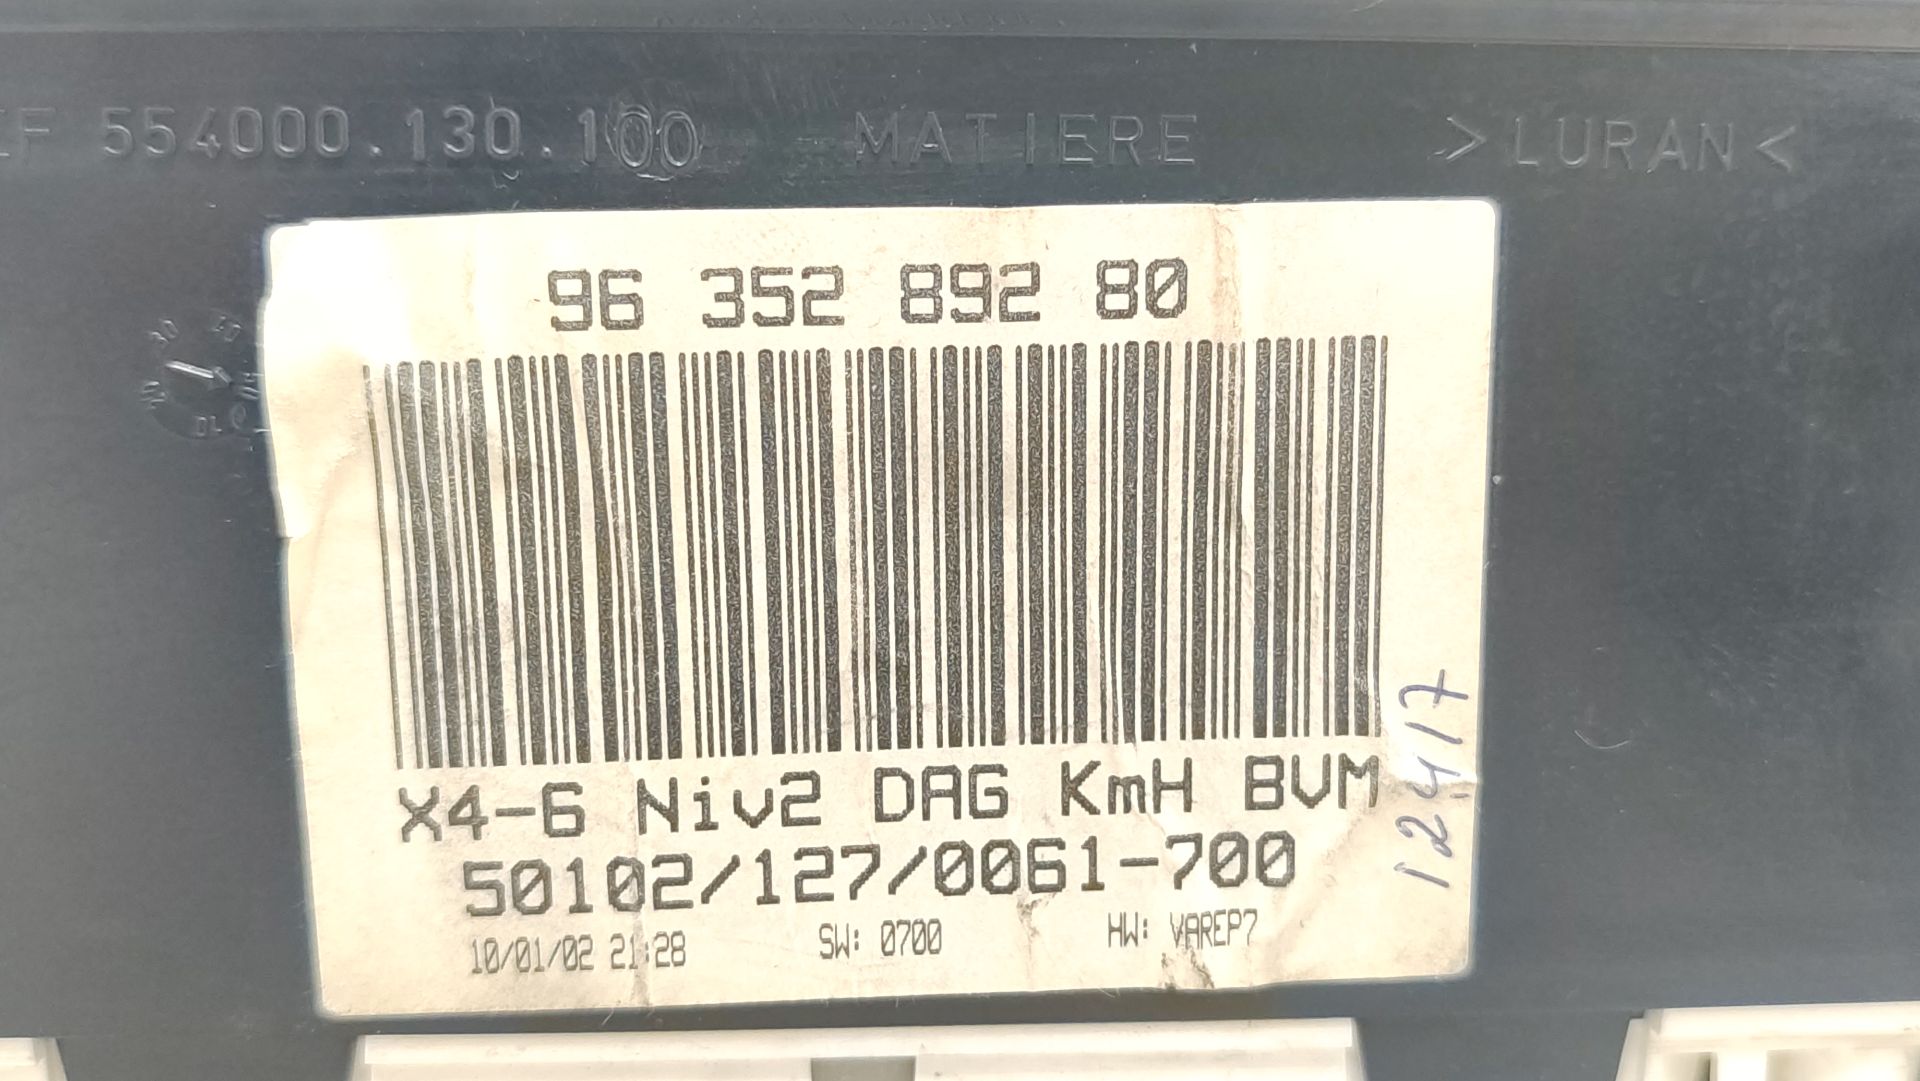 554000.130.100 MATIERE >LURAN<
96 352 892 80
X4-6 Niv2 DAG KmH BVM
50102/127/0061-700
10/01/02 21:28 SW: 0700 HW: VAREP7
12417